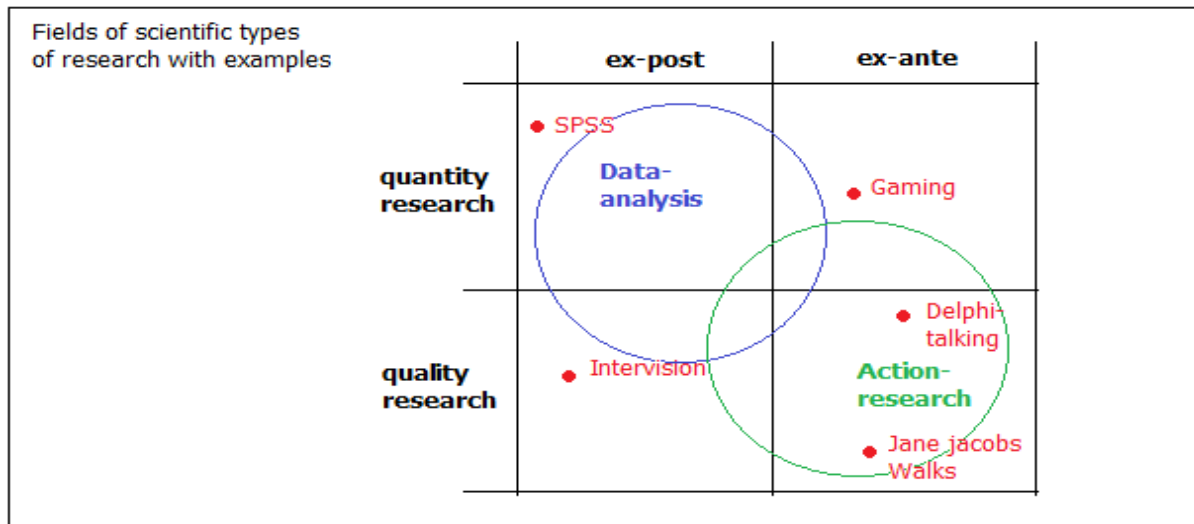 Fields of scientific types
of research with examples
ex-post
ex-ante
SPSS
quantity
research
Data-
analysis
Gaming
Delphi-
talking
quality
research
Intervision
Action-
research
Jane jacobs
Walks